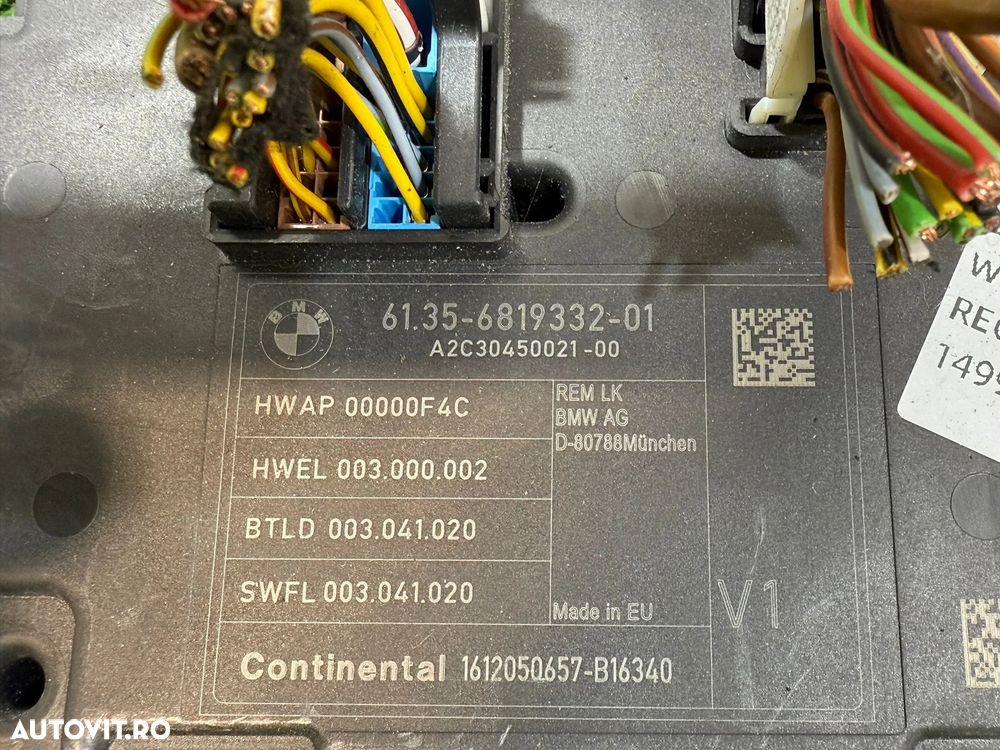 BMW
61.35-6819332-01
A2C30450021-00
HWAP 00000F4C
HWEL 003.000.002
BTLD 003.041.020
SWFL 003.041.020
REM LK
BMW AG
D-80788München
Made in EU
V1
Continental 1612050657-B16340
AUTOVIT.RO